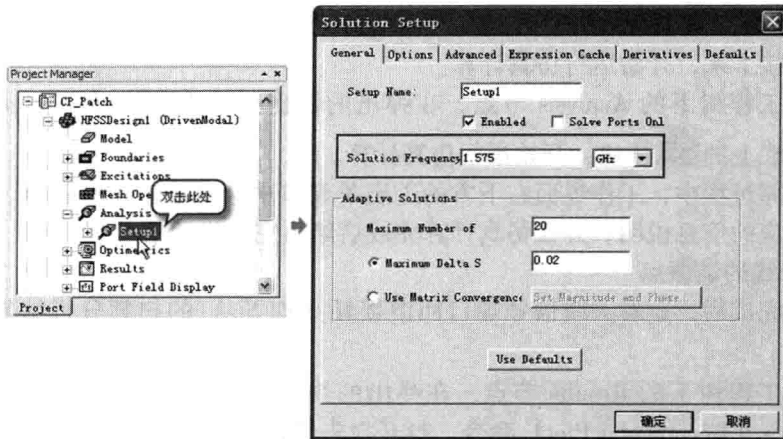 Project Manager
CP_Patch
HFSSDesign1 (DrivenModal)
Model
Boundaries
Excitations
Mesh Ope
双击此处
Analysis
Setup1
Optimetrics
Results
Port Field Display
Project
Solution Setup
General
Options
Advanced
Expression Cache
Derivatives
Defaults
Setup Name:
Setup1
Enabled
Solve Ports Onl
Solution Frequency
1.575
GHz
Adaptive Solutions
Maximum Number of
20
Maximum Delta S
0.02
Use Matrix Convergence
Set Magnitude and Phase...
Use Defaults
确定
取消